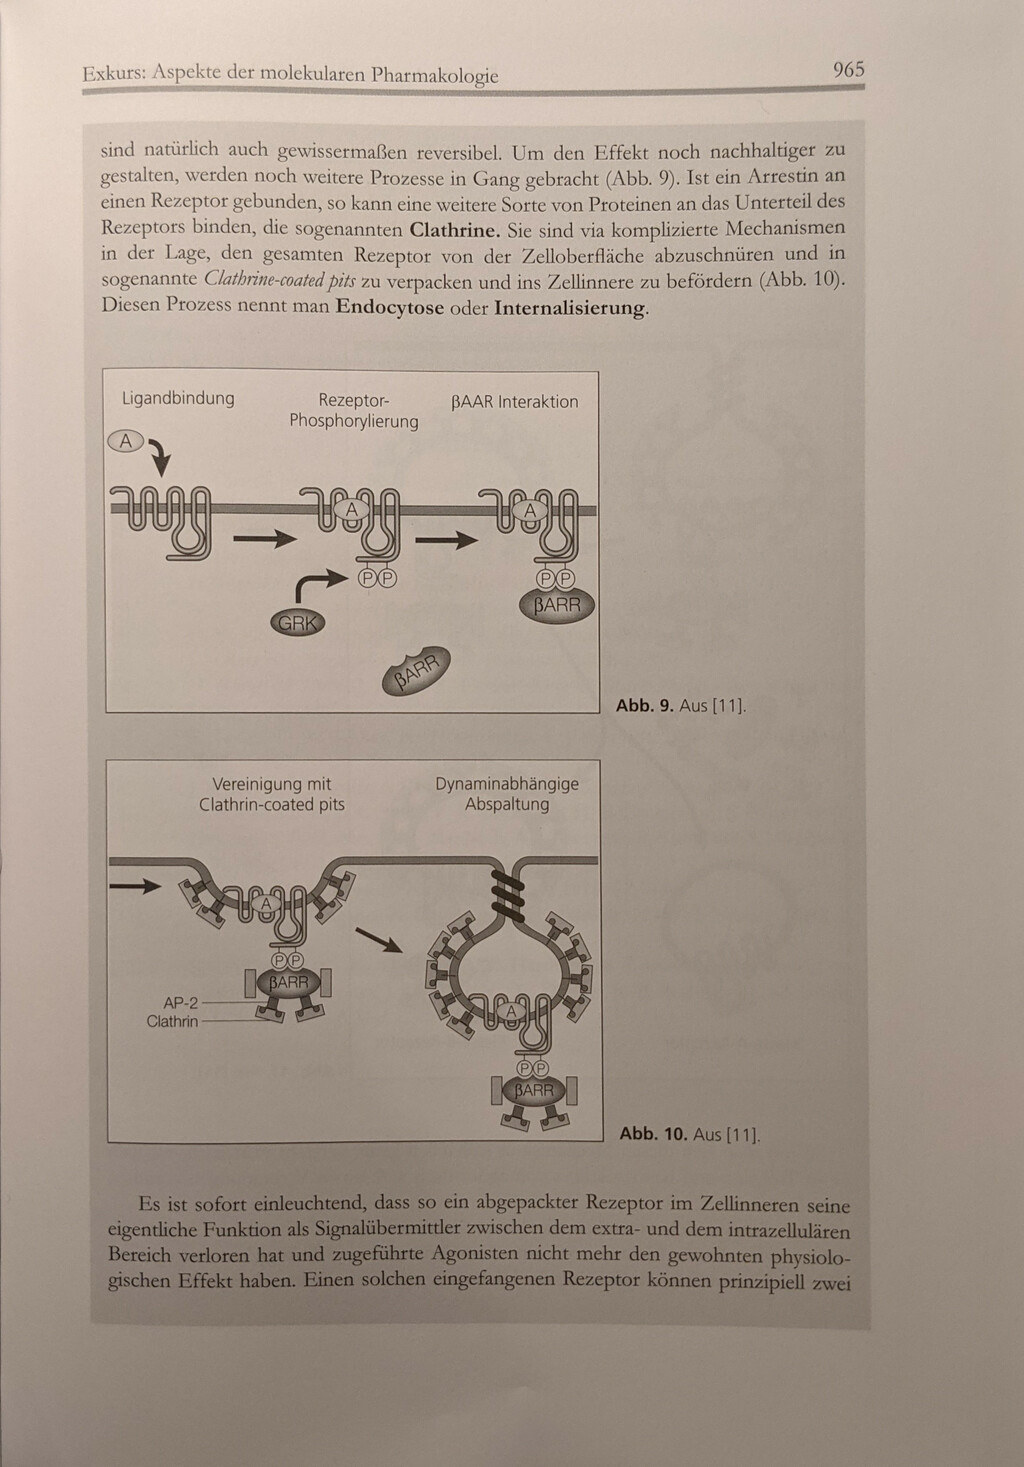 Exkurs: Aspekte der molekularen Pharmakologie
965
sind natürlich auch gewissermaßen reversibel. Um den Effekt noch nachhaltiger zu
gestalten, werden noch weitere Prozesse in Gang gebracht (Abb. 9). Ist ein Arrestin an
einen Rezeptor gebunden, so kann eine weitere Sorte von Proteinen an das Unterteil des
Rezeptors binden, die sogenannten Clathrine. Sie sind via komplizierte Mechanismen
in der Lage, den gesamten Rezeptor von der Zelloberfläche abzuschnüren und in
sogenannte Clathrine-coated pits zu verpacken und ins Zellinnere zu befördern (Abb. 10).
Diesen Prozess nennt man Endocytose oder Internalisierung.
Ligandbindung
Rezeptor-
Phosphorylierung
βAAR Interaktion
A
A
A
P P
P P
βARR
GRK
βARR
Abb. 9. Aus [11].
Vereinigung mit
Clathrin-coated pits
Dynaminabhängige
Abspaltung
A
P P
βARR
AP-2
Clathrin
A
P P
βARR
Abb. 10. Aus [11].
Es ist sofort einleuchtend, dass so ein abgepackter Rezeptor im Zellinneren seine
eigentliche Funktion als Signalübermittler zwischen dem extra- und dem intrazellulären
Bereich verloren hat und zugeführte Agonisten nicht mehr den gewohnten physiolo-
gischen Effekt haben. Einen solchen eingefangenen Rezeptor können prinzipiell zwei